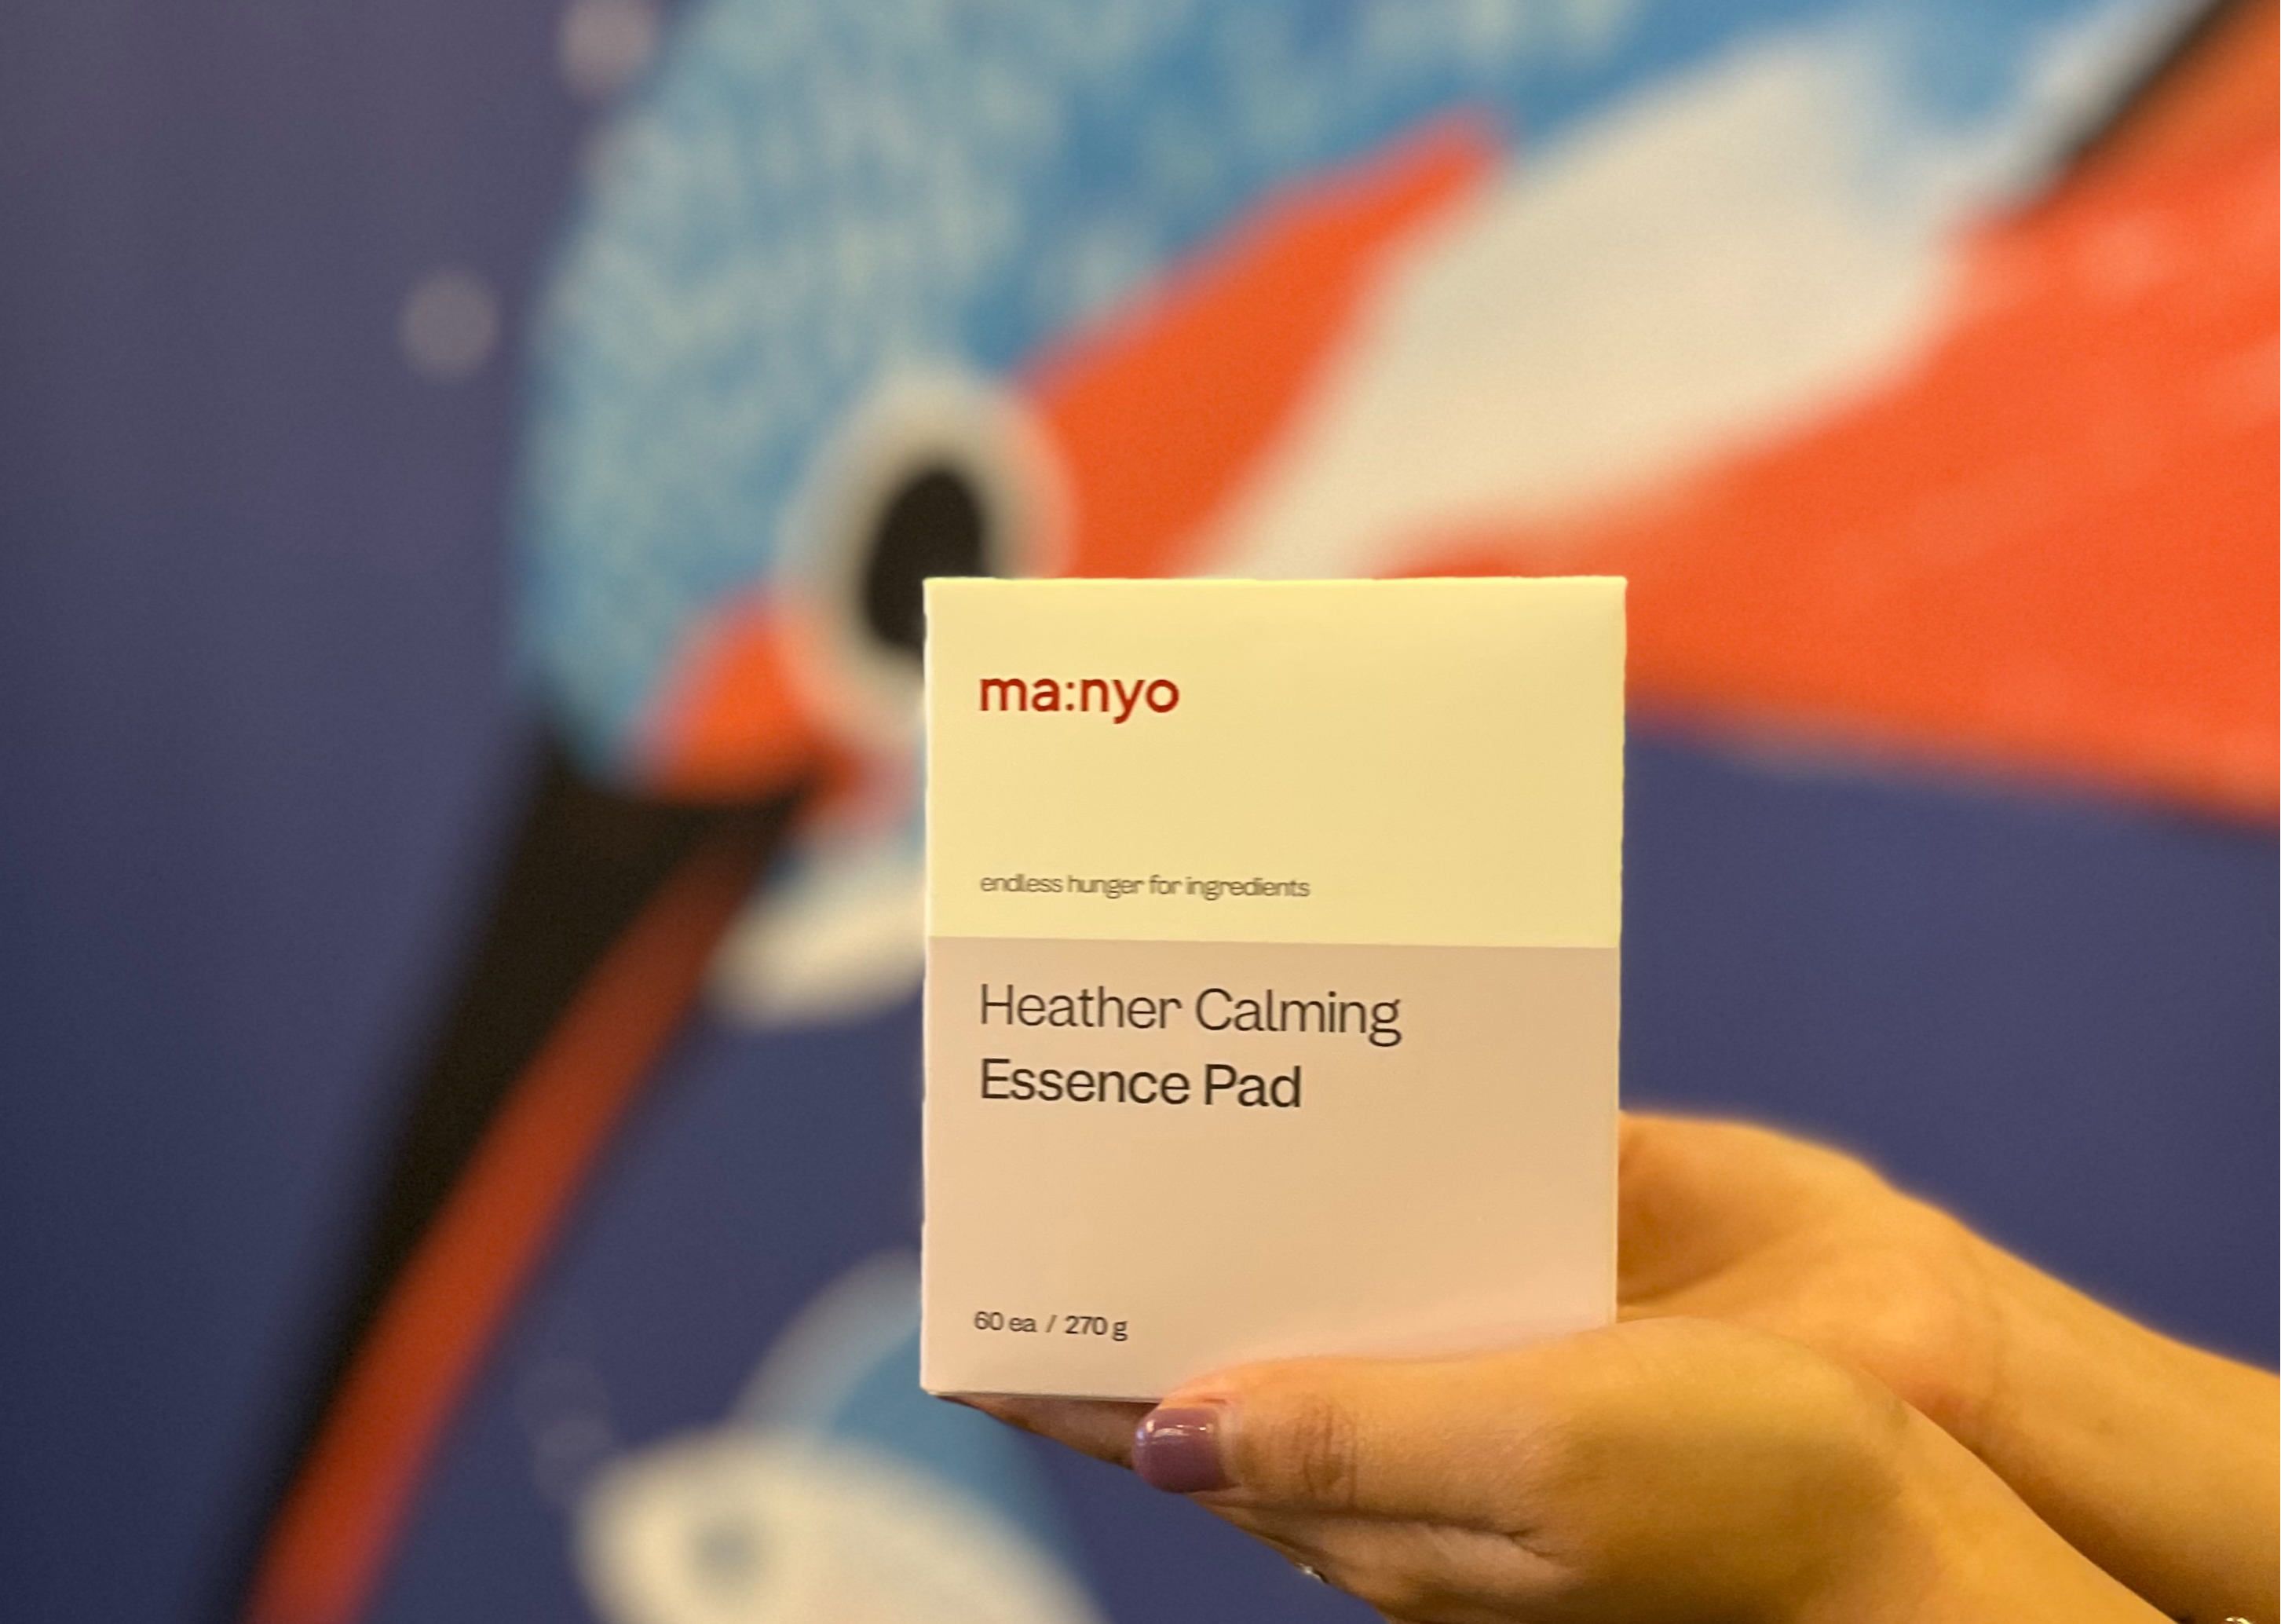 ma:nyo
endless hunger for ingredients
Heather Calming
Essence Pad
60 ea / 270 g